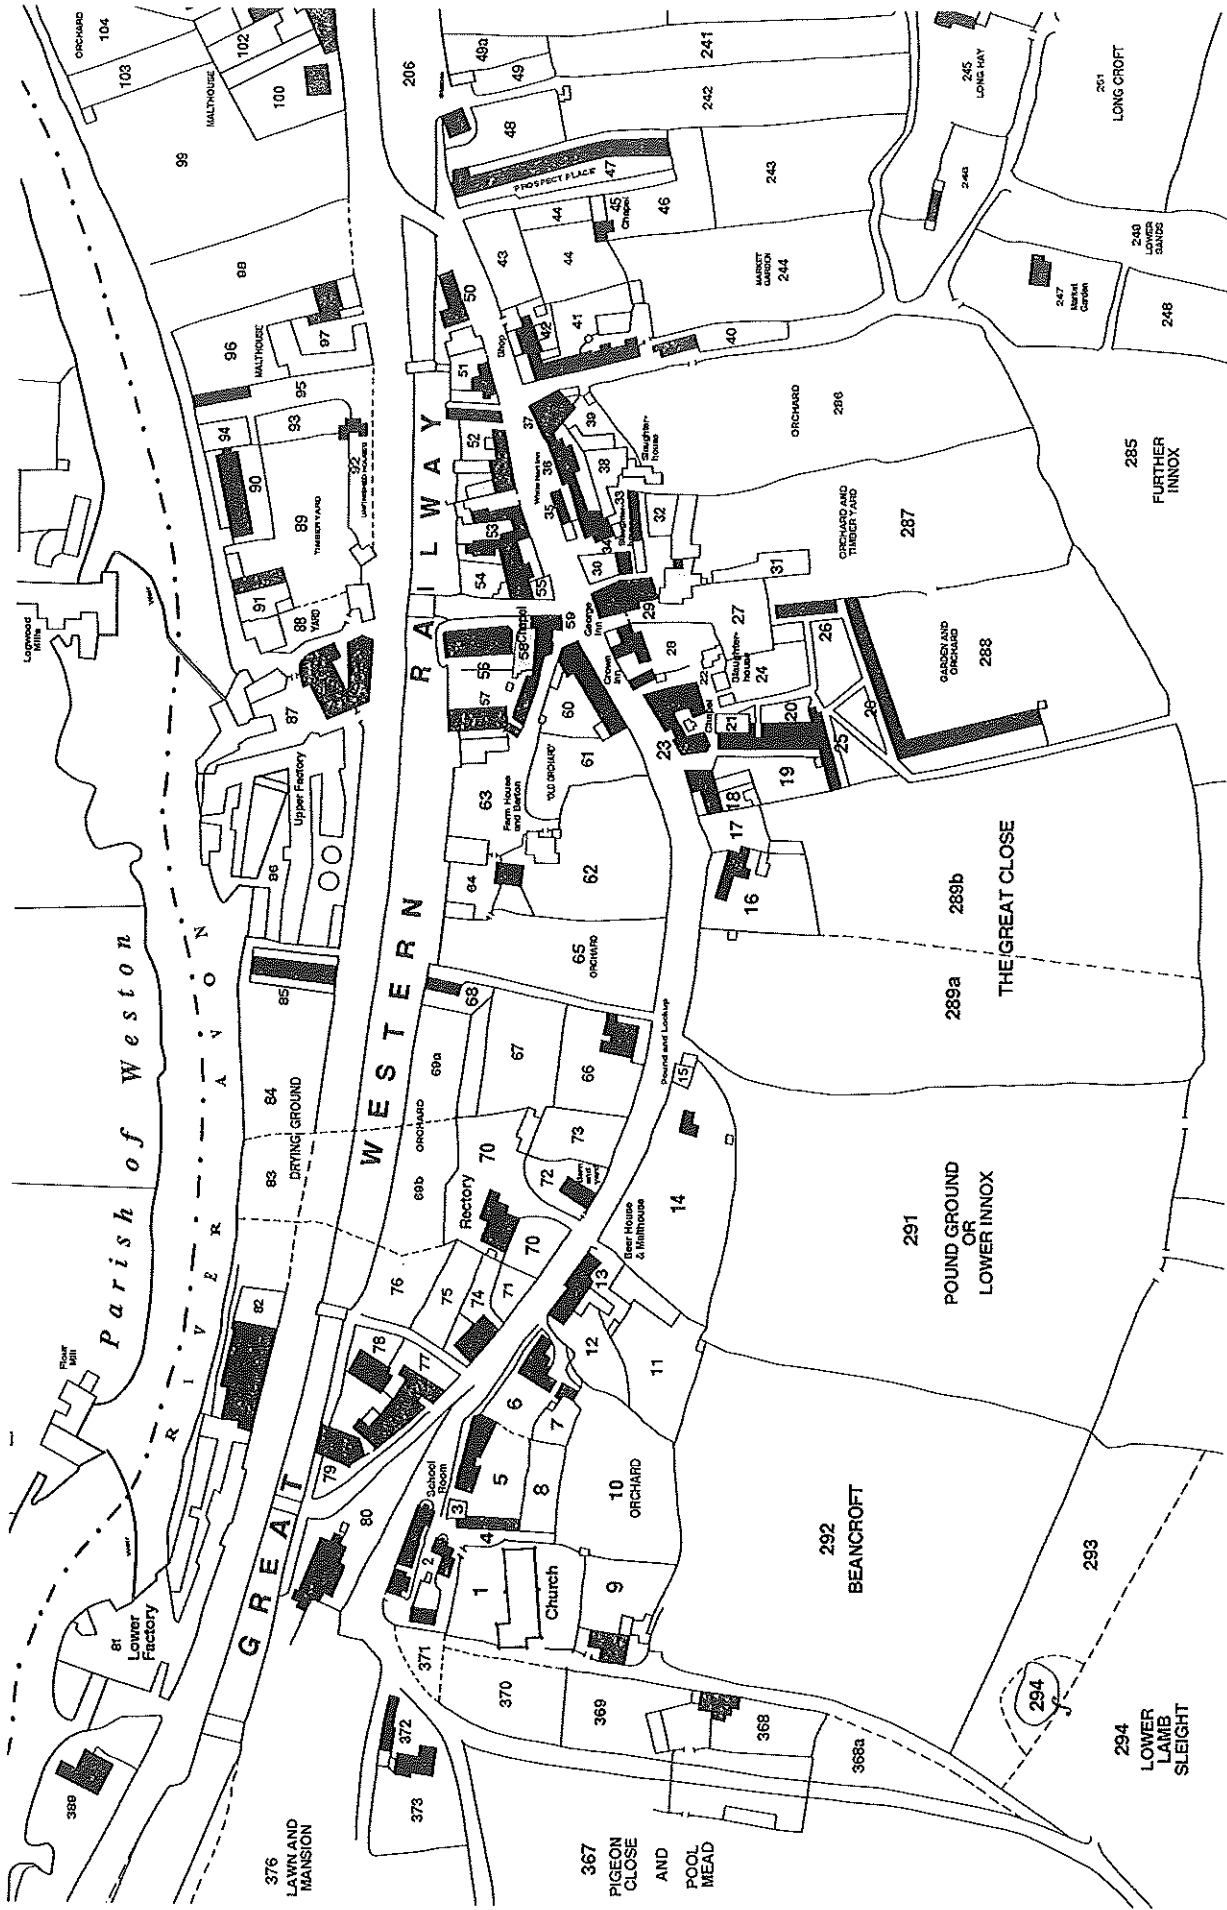 Parish of Weston
RIVER AVON
GREAT WESTERN RAILWAY
Flour
Mill
Logwood
Mills
Weir
Weir
389
81
Lower
Factory
82
83
84
DRYING GROUND
85
86
Upper Factory
87
88
YARD
91
89
TIMBER YARD
90
92
93
94
95
96
MALTHOUSE
97
98
99
100
MALTHOUSE
102
103
ORCHARD
104
206
376
LAWN AND
MANSION
373
372
371
80
79
78
77
76
75
74
71
70
Rectory
70
69b
ORCHARD
69a
68
67
66
73
72
65
ORCHARD
64
63
Farm House
and Barton
62
'OLD ORCHARD'
61
60
57
56
58
Chapel
59
55
54
53
52
51
50
Shop
43
42
41
44
44
45
Chapel
46
47
PROSPECT PLACE
48
49
49a
241
242
243
MARKET
GARDEN
244
245
LONG HAY
246
247
Market
Garden
248
249
LOWER
SANDS
251
LONG CROFT
School
Room
2
3
4
5
6
7
8
1
Church
9
10
ORCHARD
11
12
13
Beer House
& Malthouse
14
15
Pound and Lookup
16
17
18
19
20
21
Chapel
22
Slaughter-
house
23
24
25
26
26
27
28
Crown
Inn
29
George
Inn
30
31
32
33
34
35
36
37
38
39
Slaughter-
house
40
367
PIGEON
CLOSE
AND
POOL
MEAD
370
369
368
368a
294
294
LOWER
LAMB
SLEIGHT
293
292
BEANCROFT
291
POUND GROUND
OR
LOWER INNOX
289a
289b
THE GREAT CLOSE
GARDEN AND
ORCHARD
288
ORCHARD AND
TIMBER YARD
287
ORCHARD
286
285
FURTHER
INNOX